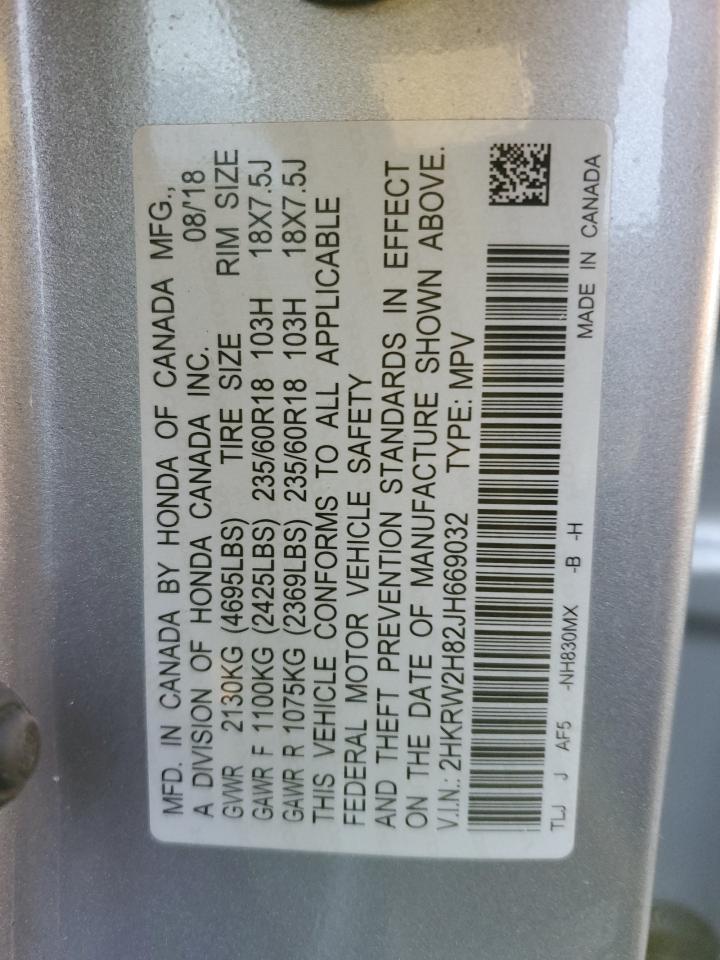 MFD. IN CANADA BY HONDA OF CANADA MFG.,
A DIVISION OF HONDA CANADA INC. 08/'18
GVWR 2130KG (4695LBS) TIRE SIZE RIM SIZE
GAWR F 1100KG (2425LBS) 235/60R18 103H 18X7.5J
GAWR R 1075KG (2369LBS) 235/60R18 103H 18X7.5J
THIS VEHICLE CONFORMS TO ALL APPLICABLE
FEDERAL MOTOR VEHICLE SAFETY
AND THEFT PREVENTION STANDARDS IN EFFECT
ON THE DATE OF MANUFACTURE SHOWN ABOVE.
V.I.N.: 2HKRW2H82JH669032 TYPE: MPV
TLJ J AF5 -NH830MX -B -H MADE IN CANADA